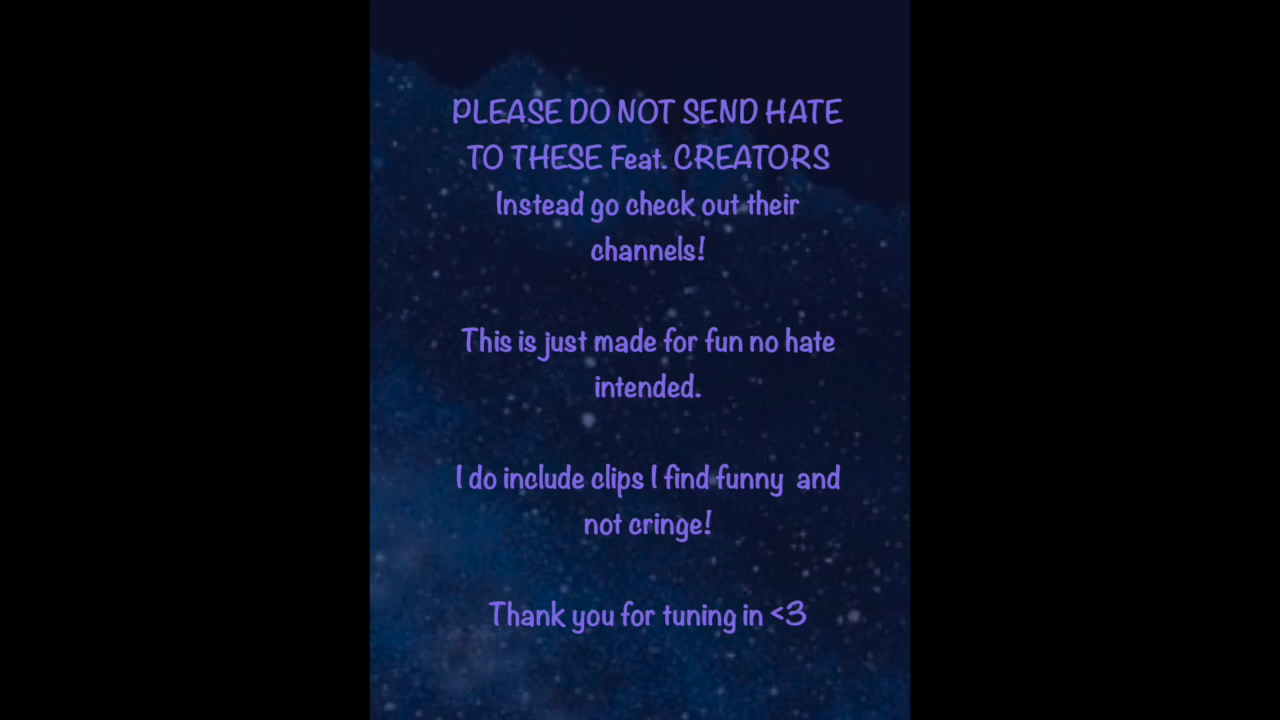 PLEASE DO NOT SEND HATE
TO THESE Feat. CREATORS
Instead go check out their
channels!
This is just made for fun no hate
intended.
I do include clips I find funny  and
not cringe!
Thank you for tuning in <3